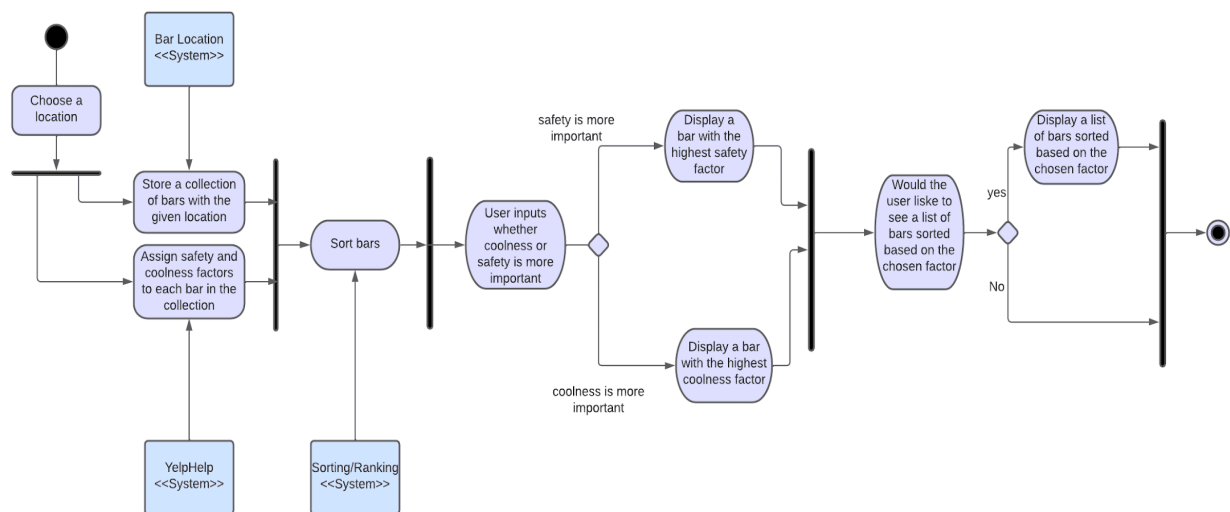 Bar Location
<<System>>
Choose a
location
Store a collection
of bars with the
given location
Assign safety and
coolness factors
to each bar in the
collection
YelpHelp
<<System>>
Sort bars
Sorting/Ranking
<<System>>
User inputs
whether
coolness or
safety is more
important
safety is more
important
Display a
bar with the
highest safety
factor
coolness is more
important
Display a bar
with the highest
coolness factor
Would the
user liske to
see a list of
bars sorted
based on the
chosen factor
yes
No
Display a list
of bars sorted
based on the
chosen factor